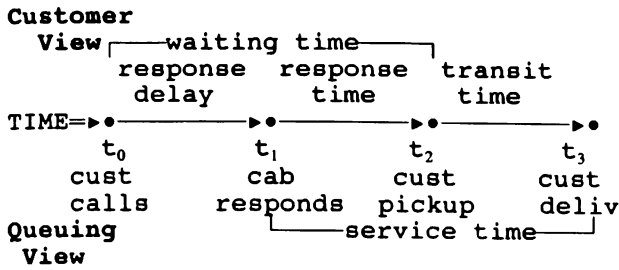 Customer
View waiting time
response response transit
delay time time
TIME=
t₀ t₁ t₂ t₃
cust cab cust cust
calls responds pickup deliv
Queuing service time
View